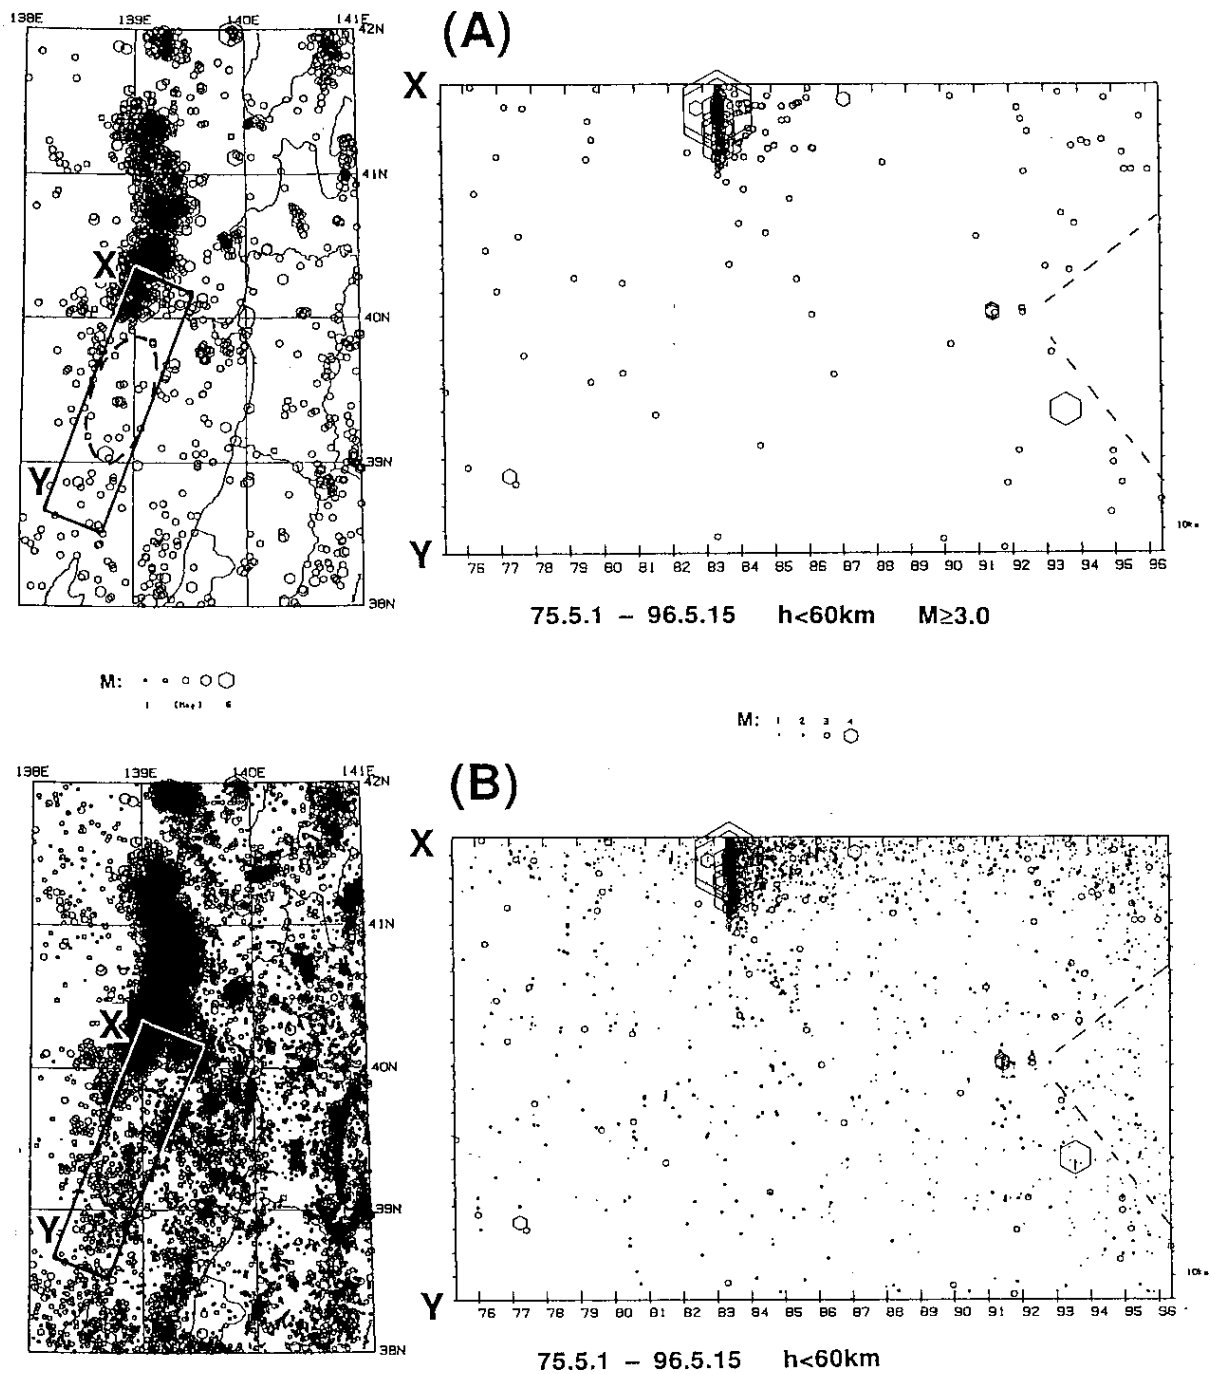 138E 139E 140E 141E
42N
(A)
X
41N
X
40N
Y
39N
38N
Y
10km
76 77 78 79 80 81 82 83 84 85 86 87 88 89 90 91 92 93 94 95 96
75.5.1 – 96.5.15 h<60km M≥3.0
M:
1 [Mag] 6
M: 1 2 3 4
138E 139E 140E 141E
42N
(B)
X
41N
X
40N
39N
Y
38N
Y
10km
76 77 78 79 80 81 82 83 84 85 86 87 88 89 90 91 92 93 94 95 96
75.5.1 – 96.5.15 h<60km